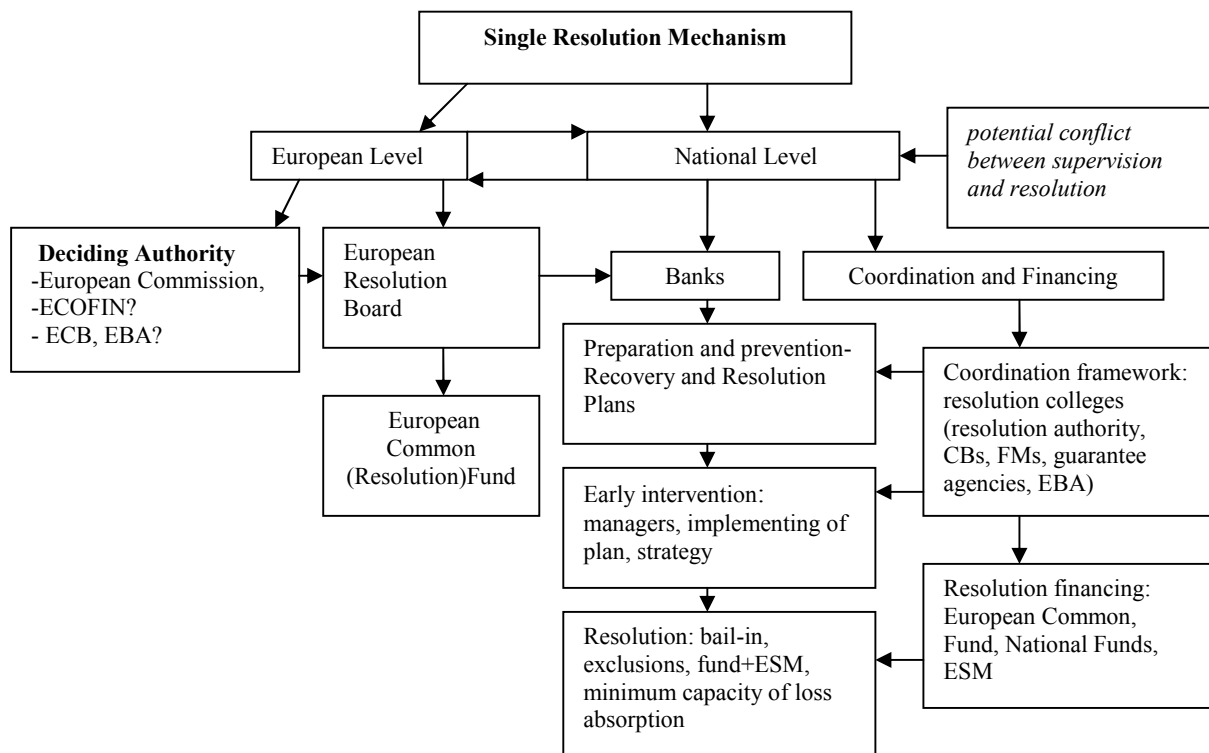 Single Resolution Mechanism
European Level
National Level
potential conflict
between supervision
and resolution
Deciding Authority
-European Commission,
-ECOFIN?
- ECB, EBA?
European
Resolution
Board
Banks
Coordination and Financing
European
Common
(Resolution)Fund
Preparation and prevention-
Recovery and Resolution
Plans
Coordination framework:
resolution colleges
(resolution authority,
CBs, FMs, guarantee
agencies, EBA)
Early intervention:
managers, implementing of
plan, strategy
Resolution financing:
European Common,
Fund, National Funds,
ESM
Resolution: bail-in,
exclusions, fund+ESM,
minimum capacity of loss
absorption